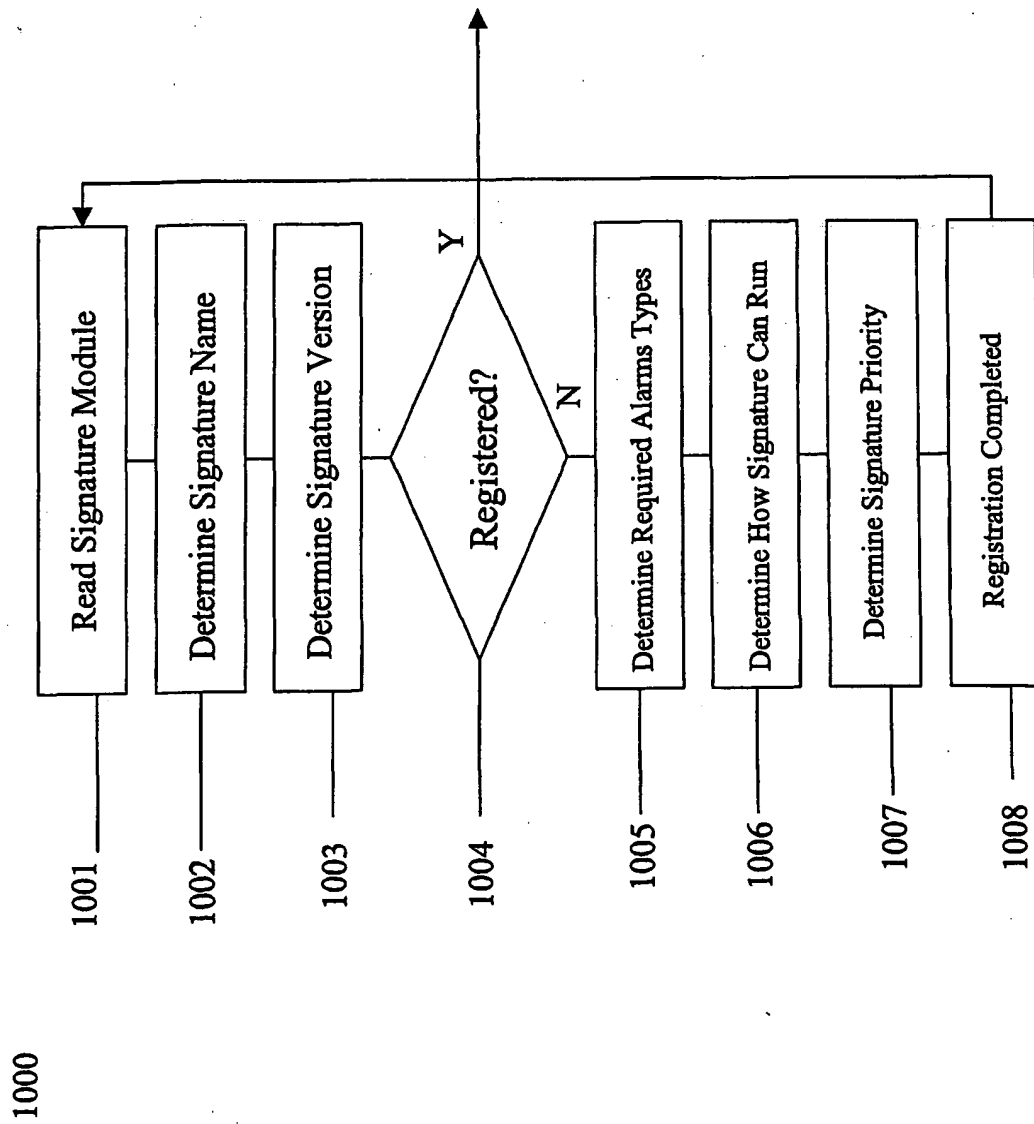 1000
1001
Read Signature Module
1002
Determine Signature Name
1003
Determine Signature Version
1004
Registered?
Y
N
1005
Determine Required Alarms Types
1006
Determine How Signature Can Run
1007
Determine Signature Priority
1008
Registration Completed